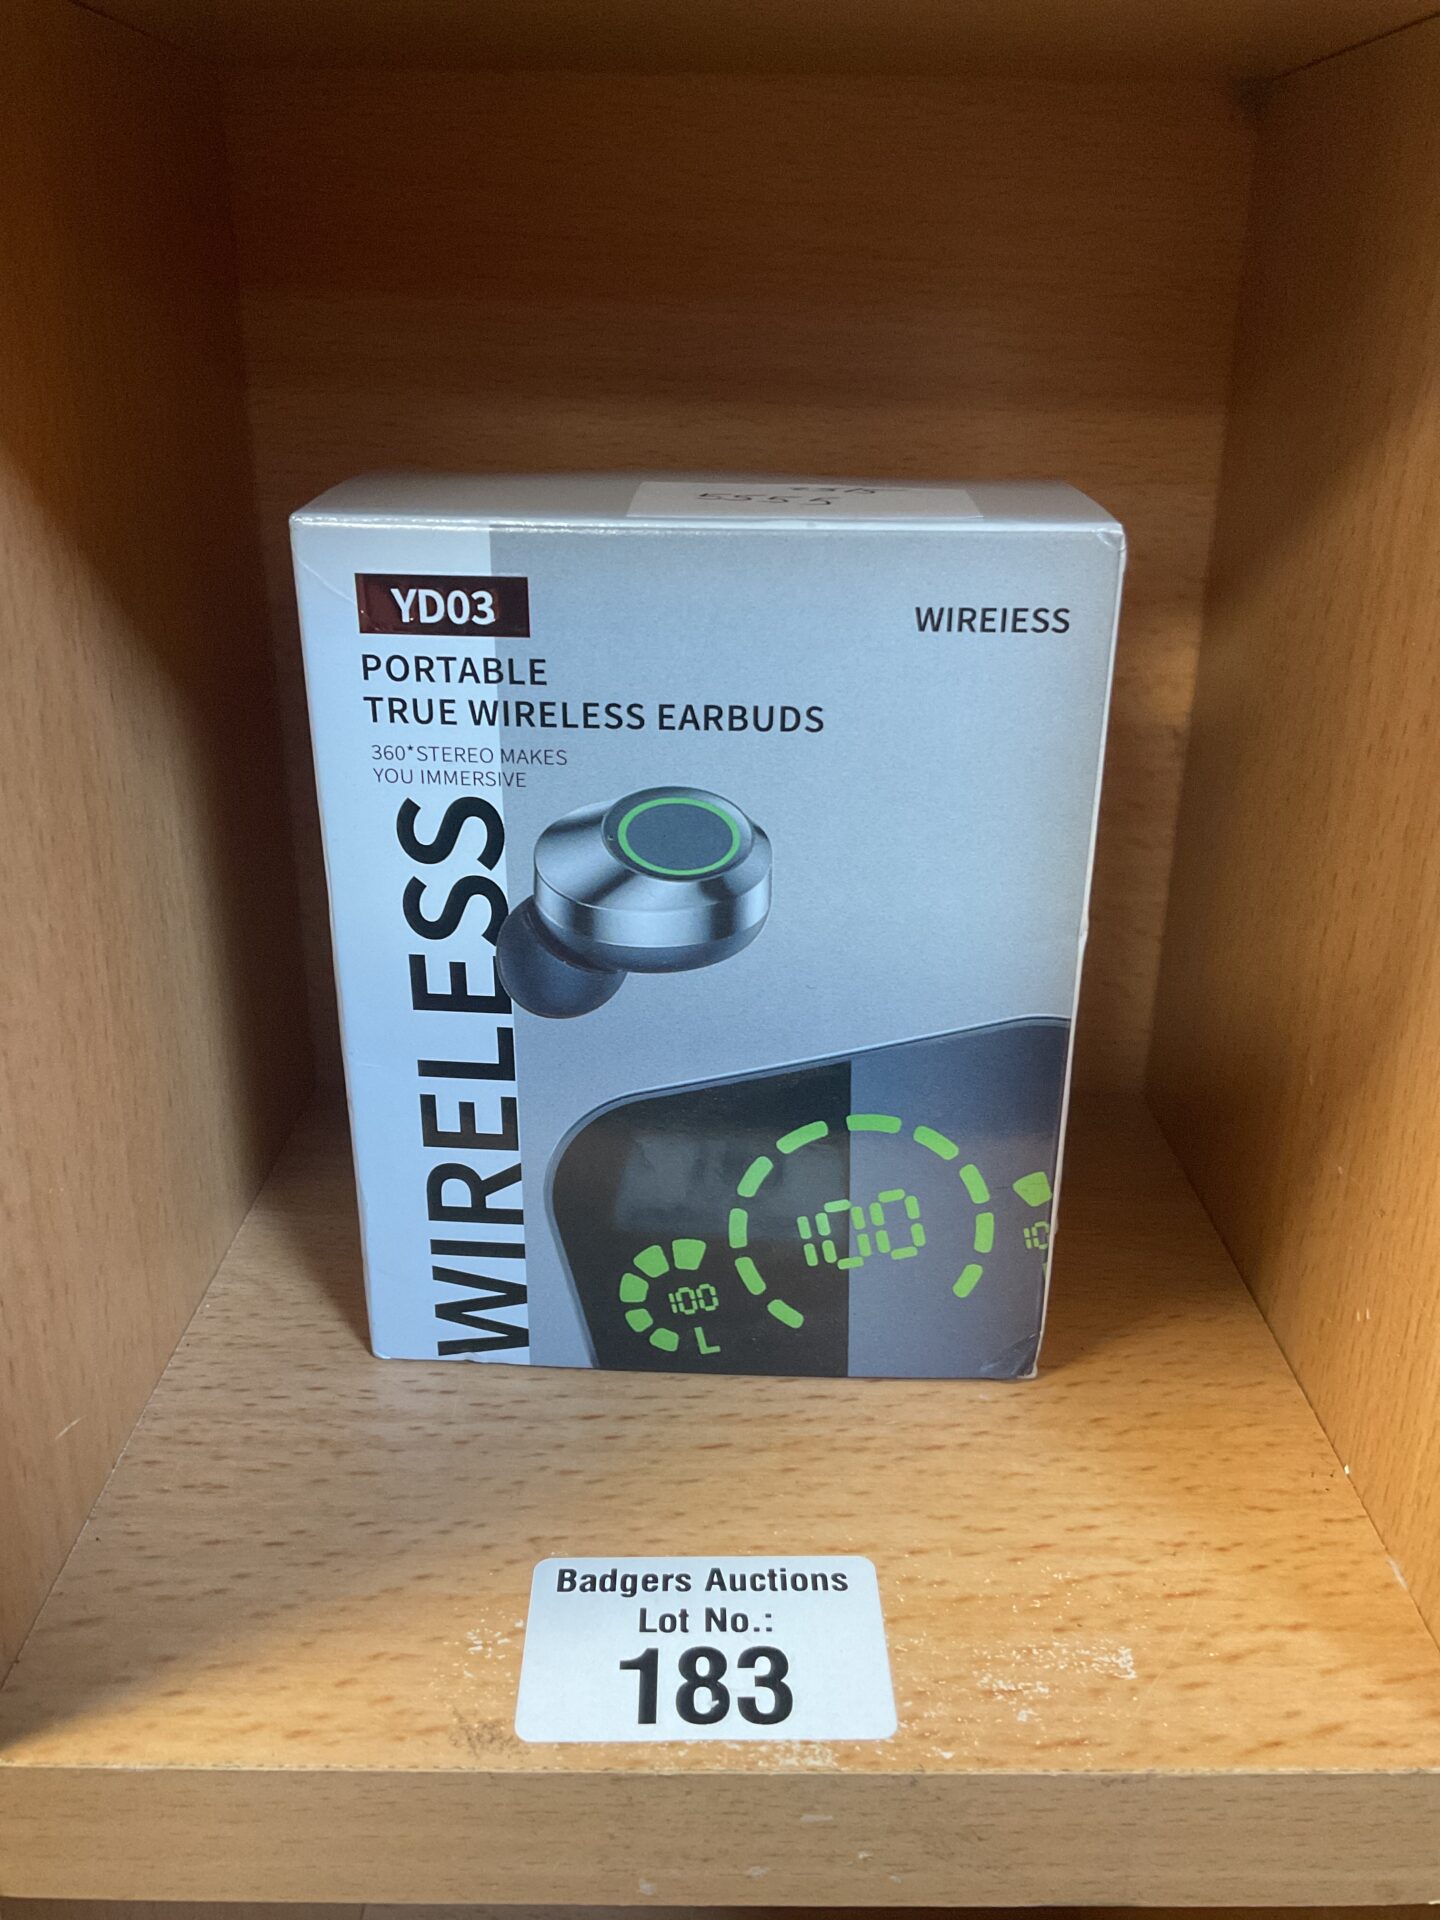 5555
YD03
WIREIESS
PORTABLE
TRUE WIRELESS EARBUDS
360*STEREO MAKES
YOU IMMERSIVE
WIRELESS
100
100
L
10
Badgers Auctions
Lot No.:
183